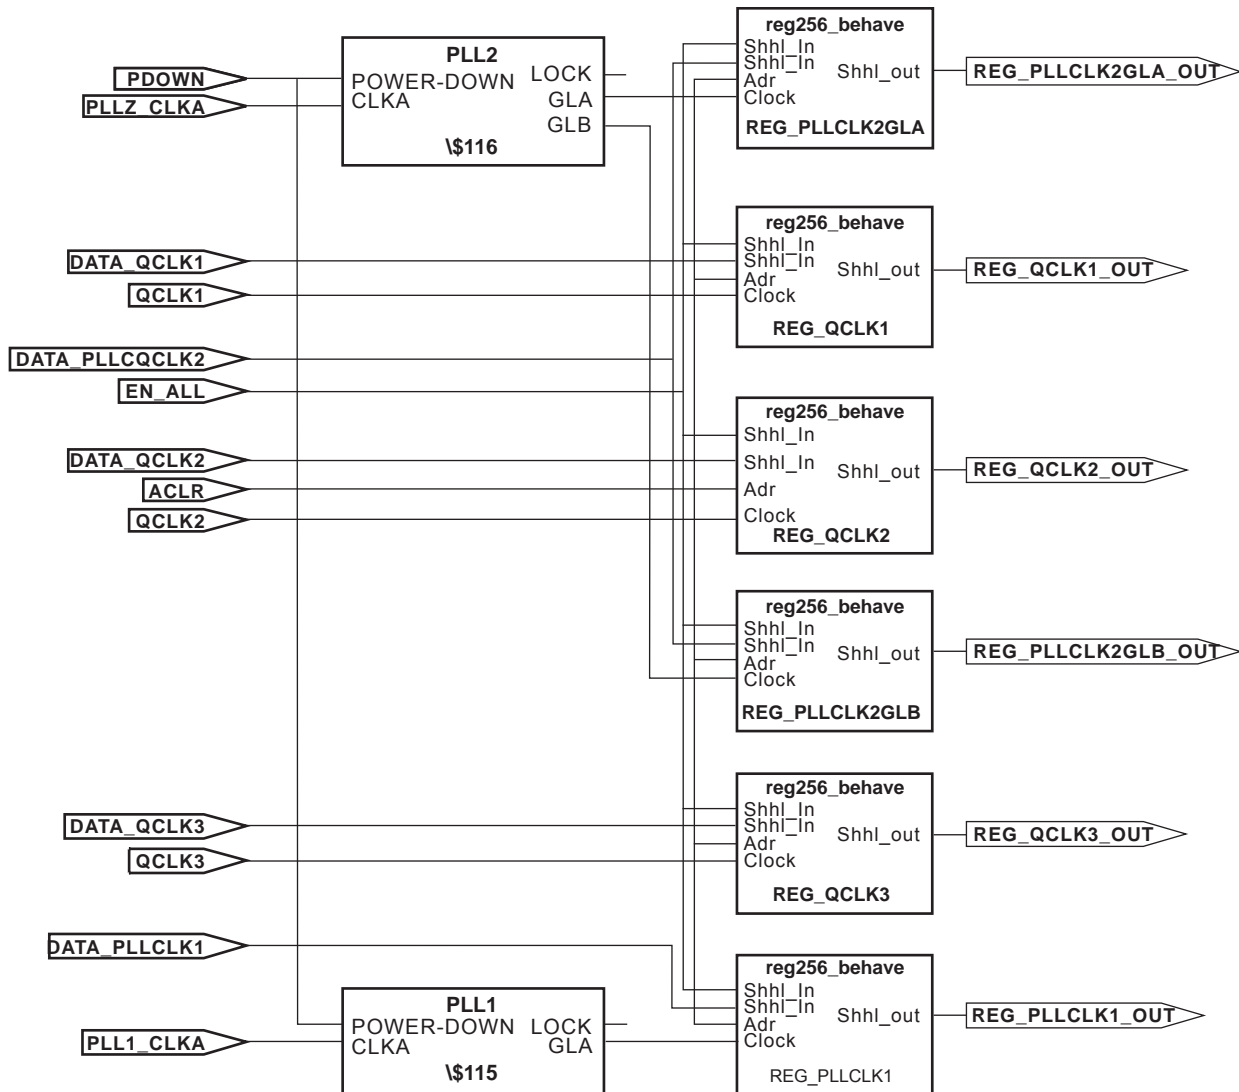 PDOWN
PLLZ_CLKA
PLL2
POWER-DOWN
CLKA
LOCK
GLA
GLB
\$116
reg256_behave
Shhl_In
Shhl_In
Adr
Clock
Shhl_out
REG_PLLCLK2GLA
REG_PLLCLK2GLA_OUT
DATA_QCLK1
QCLK1
reg256_behave
Shhl_In
Shhl_In
Adr
Clock
Shhl_out
REG_QCLK1
REG_QCLK1_OUT
DATA_PLLCQCLK2
EN_ALL
DATA_QCLK2
ACLR
QCLK2
reg256_behave
Shhl_In
Shhl_In
Adr
Clock
Shhl_out
REG_QCLK2
REG_QCLK2_OUT
reg256_behave
Shhl_In
Shhl_In
Adr
Clock
Shhl_out
REG_PLLCLK2GLB
REG_PLLCLK2GLB_OUT
DATA_QCLK3
QCLK3
reg256_behave
Shhl_In
Shhl_In
Adr
Clock
Shhl_out
REG_QCLK3
REG_QCLK3_OUT
DATA_PLLCLK1
PLL1_CLKA
PLL1
POWER-DOWN
CLKA
LOCK
GLA
\$115
reg256_behave
Shhl_In
Shhl_In
Adr
Clock
Shhl_out
REG_PLLCLK1
REG_PLLCLK1_OUT